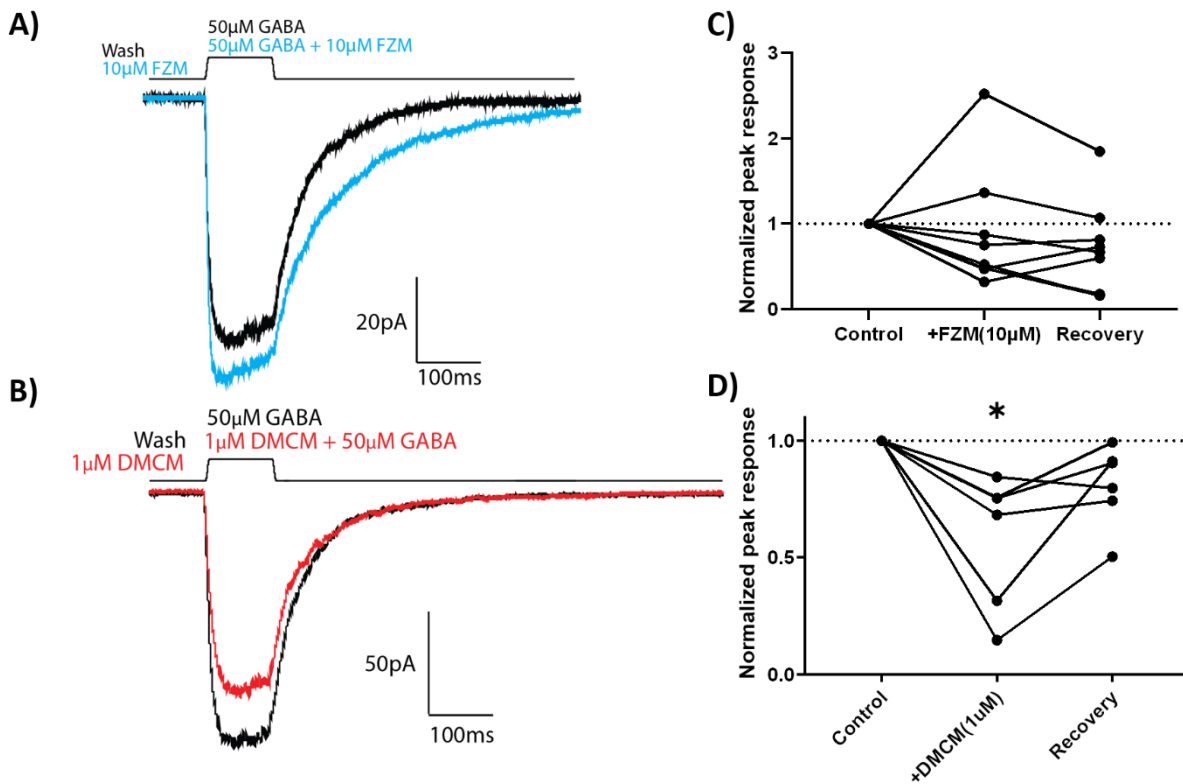 A)
50µM GABA
50µM GABA + 10µM FZM
Wash
10µM FZM
20pA
100ms
B)
50µM GABA
1µM DMCM + 50µM GABA
Wash
1µM DMCM
50pA
100ms
C)
Normalized peak response
3
2
1
0
Control
+FZM(10µM)
Recovery
D)
*
Normalized peak response
1.0
0.5
0.0
Control
+DMCM(1uM)
Recovery